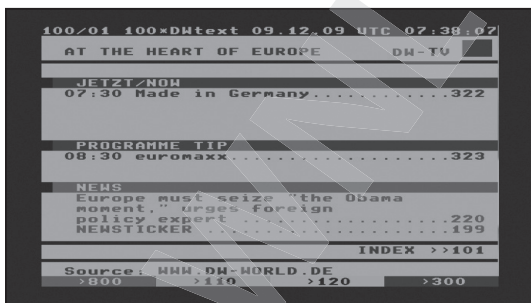 100/01 100*DWtext 09.12.09 UTC 07:38:07
AT THE HEART OF EUROPE DW-TV
JETZT/NOW
07:30 Made in Germany............322
PROGRAMME TIP
08:30 euromaxx...................323
NEWS
Europe must seize "the Obama
moment," urges foreign
policy expert....................220
NEWSTICKER.......................199
INDEX >>101
Source: WWW.DW-WORLD.DE
>800 >110 >120 >300